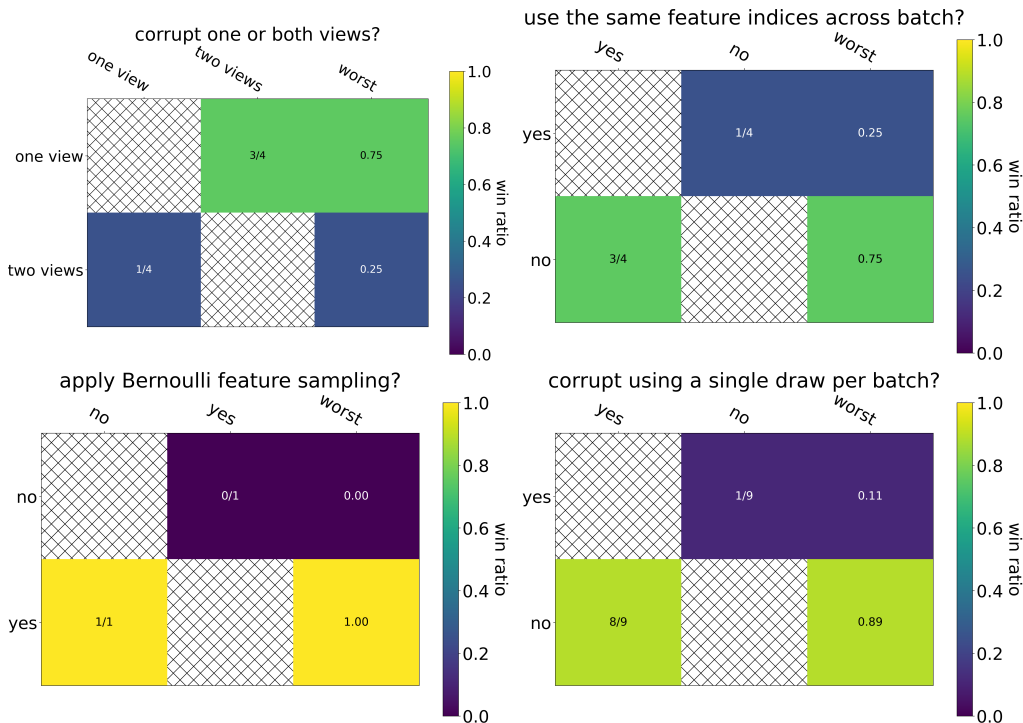 corrupt one or both views?
one view
two views
worst
one view
3/4
0.75
two views
1/4
0.25
1.0
0.8
0.6
0.4
0.2
0.0
win ratio
use the same feature indices across batch?
yes
no
worst
yes
1/4
0.25
no
3/4
0.75
1.0
0.8
0.6
0.4
0.2
0.0
win ratio
apply Bernoulli feature sampling?
no
yes
worst
no
0/1
0.00
yes
1/1
1.00
1.0
0.8
0.6
0.4
0.2
0.0
win ratio
corrupt using a single draw per batch?
yes
no
worst
yes
1/9
0.11
no
8/9
0.89
1.0
0.8
0.6
0.4
0.2
0.0
win ratio